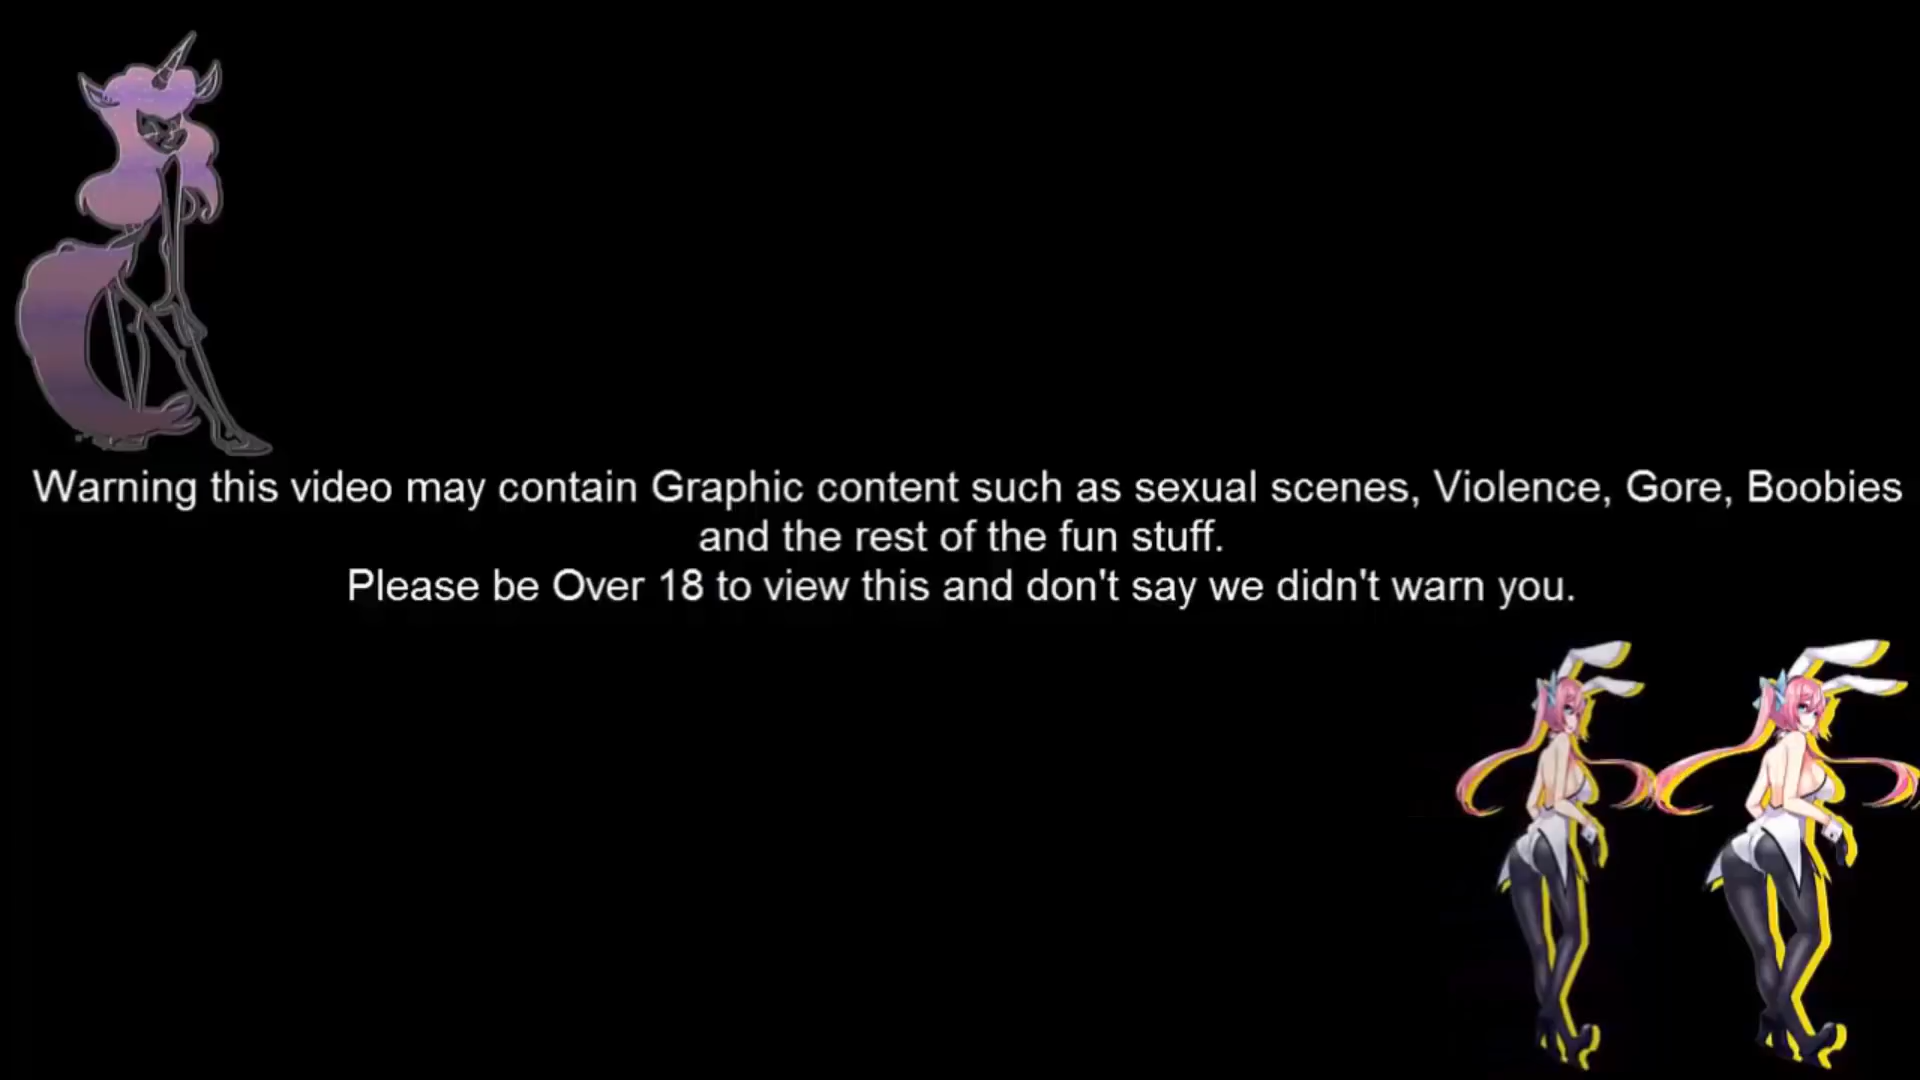 Warning this video may contain Graphic content such as sexual scenes, Violence, Gore, Boobies
and the rest of the fun stuff.
Please be Over 18 to view this and don't say we didn't warn you.